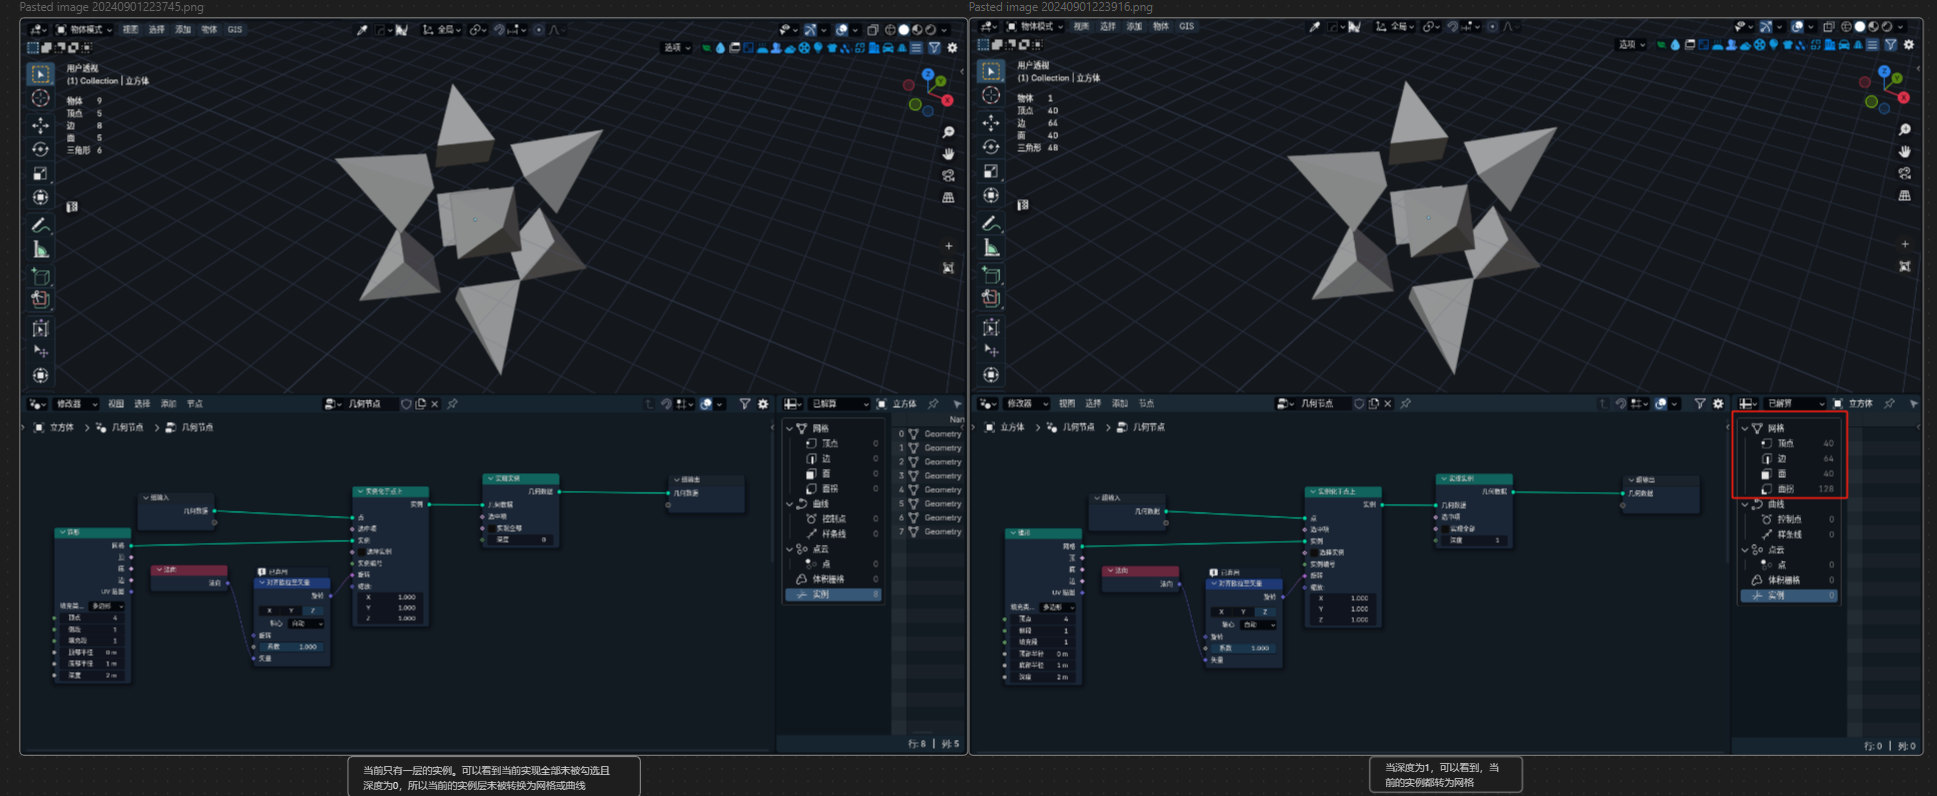 Pasted image 20240901223745.png
物体模式 视图 选择 添加 物体 GIS
全局
选项
用户透视
(1) Collection | 立方体
物体 9
顶点 5
边 8
面 5
三角形 6
修改器 视图 选择 添加 节点
几何节点
立方体 几何节点 几何节点
组输入
几何数据
实例化于点上
实例
点
选中项
实例
选择实例
实例编号
旋转
缩放:
X 1.000
Y 1.000
Z 1.000
实现实例
几何数据
几何数据
选中项
实现全部
深度 0
组输出
几何数据
网格
顶
底
边
UV 贴图
多边形
顶点 4
侧段 1
填充段 1
顶部半径 0 m
底部半径 1 m
深度 2 m
法向
法向
已弃用
对齐欧拉至矢量
旋转
X Y Z
轴心 自动
旋转
系数 1.000
矢量
已解算 立方体
网格
顶点 0
边 0
面 0
面拐 0
曲线
控制点 0
样条线 0
点云
点 0
体积栅格 0
实例 8
Nam
0 Geometry
1 Geometry
2 Geometry
3 Geometry
4 Geometry
5 Geometry
6 Geometry
7 Geometry
行: 8 | 列: 5
当前只有一层的实例。可以看到当前实现全部未被勾选且
深度为0，所以当前的实例层未被转换为网格或曲线
Pasted image 20240901223916.png
物体模式 视图 选择 添加 物体 GIS
全局
选项
用户透视
(1) Collection | 立方体
物体 1
顶点 40
边 64
面 40
三角形 48
修改器 视图 选择 添加 节点
几何节点
立方体 几何节点 几何节点
组输入
几何数据
实例化于点上
实例
点
选中项
实例
选择实例
实例编号
旋转
缩放:
X 1.000
Y 1.000
Z 1.000
实现实例
几何数据
几何数据
选中项
实现全部
深度 1
组输出
几何数据
锥形
网格
顶
底
边
UV 贴图
多边形
顶点 4
侧段 1
填充段 1
顶部半径 0 m
底部半径 1 m
深度 2 m
法向
法向
已弃用
对齐欧拉至矢量
旋转
X Y Z
轴心 自动
旋转
系数 1.000
矢量
已解算 立方体
网格
顶点 40
边 64
面 40
面拐 128
曲线
控制点 0
样条线 0
点云
点 0
体积栅格 0
实例 0
行: 0 | 列: 0
当深度为1，可以看到，当
前的实例都转为网格